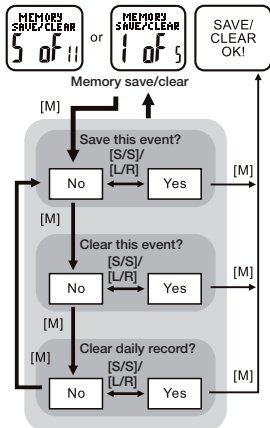 MEMORY
SAVE/CLEAR
5 of 11
or
MEMORY
SAVE/CLEAR
1 of 5
SAVE/
CLEAR
OK!
Memory save/clear
[M]
Save this event?
[S/S]/
[L/R]
No
Yes
[M]
[M]
Clear this event?
[S/S]/
[L/R]
No
Yes
[M]
[M]
[M]
Clear daily record?
[S/S]/
[L/R]
No
Yes
[M]